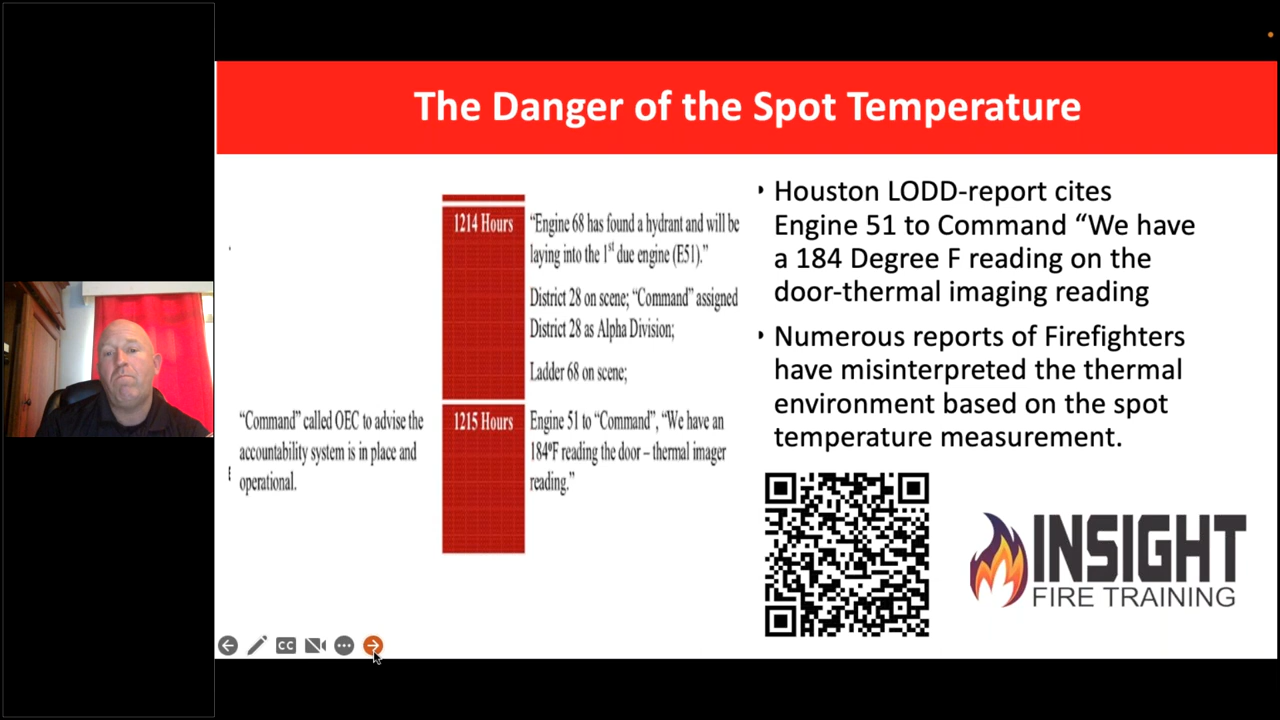 The Danger of the Spot Temperature
1214 Hours
“Engine 68 has found a hydrant and will be
laying into the 1st due engine (E51).”
District 28 on scene; “Command” assigned
District 28 as Alpha Division;
Ladder 68 on scene;
“Command” called OEC to advise the
accountability system is in place and
operational.
1215 Hours
Engine 51 to “Command”, “We have an
184ºF reading the door – thermal imager
reading.”
Houston LODD-report cites
Engine 51 to Command “We have
a 184 Degree F reading on the
door-thermal imaging reading
Numerous reports of Firefighters
have misinterpreted the thermal
environment based on the spot
temperature measurement.
INSIGHT
FIRE TRAINING
CC